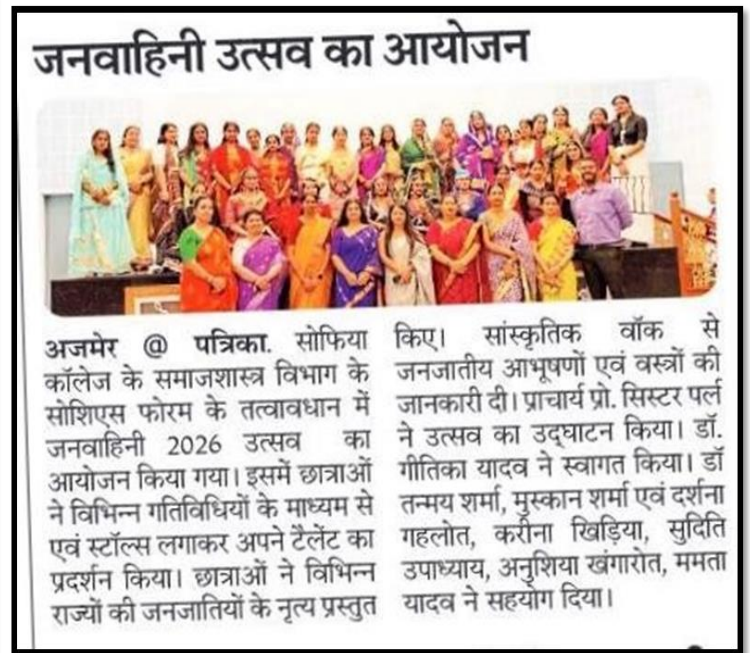 जनवाहिनी उत्सव का आयोजन
अजमेर @ पत्रिका. सोफिया
कॉलेज के समाजशास्त्र विभाग के
सोशिएस फोरम के तत्वावधान में
जनवाहिनी 2026 उत्सव का
आयोजन किया गया। इसमें छात्राओं
ने विभिन्न गतिविधियों के माध्यम से
एवं स्टॉल्स लगाकर अपने टैलेंट का
प्रदर्शन किया। छात्राओं ने विभिन्न
राज्यों की जनजातियों के नृत्य प्रस्तुत
किए। सांस्कृतिक वॉक से
जनजातीय आभूषणों एवं वस्त्रों की
जानकारी दी। प्राचार्य प्रो. सिस्टर पर्ल
ने उत्सव का उद्घाटन किया। डॉ.
गीतिका यादव ने स्वागत किया। डॉ
तन्मय शर्मा, मुस्कान शर्मा एवं दर्शना
गहलोत, करीना खिड़िया, सुदिति
उपाध्याय, अनुशिया खंगारोत, ममता
यादव ने सहयोग दिया।